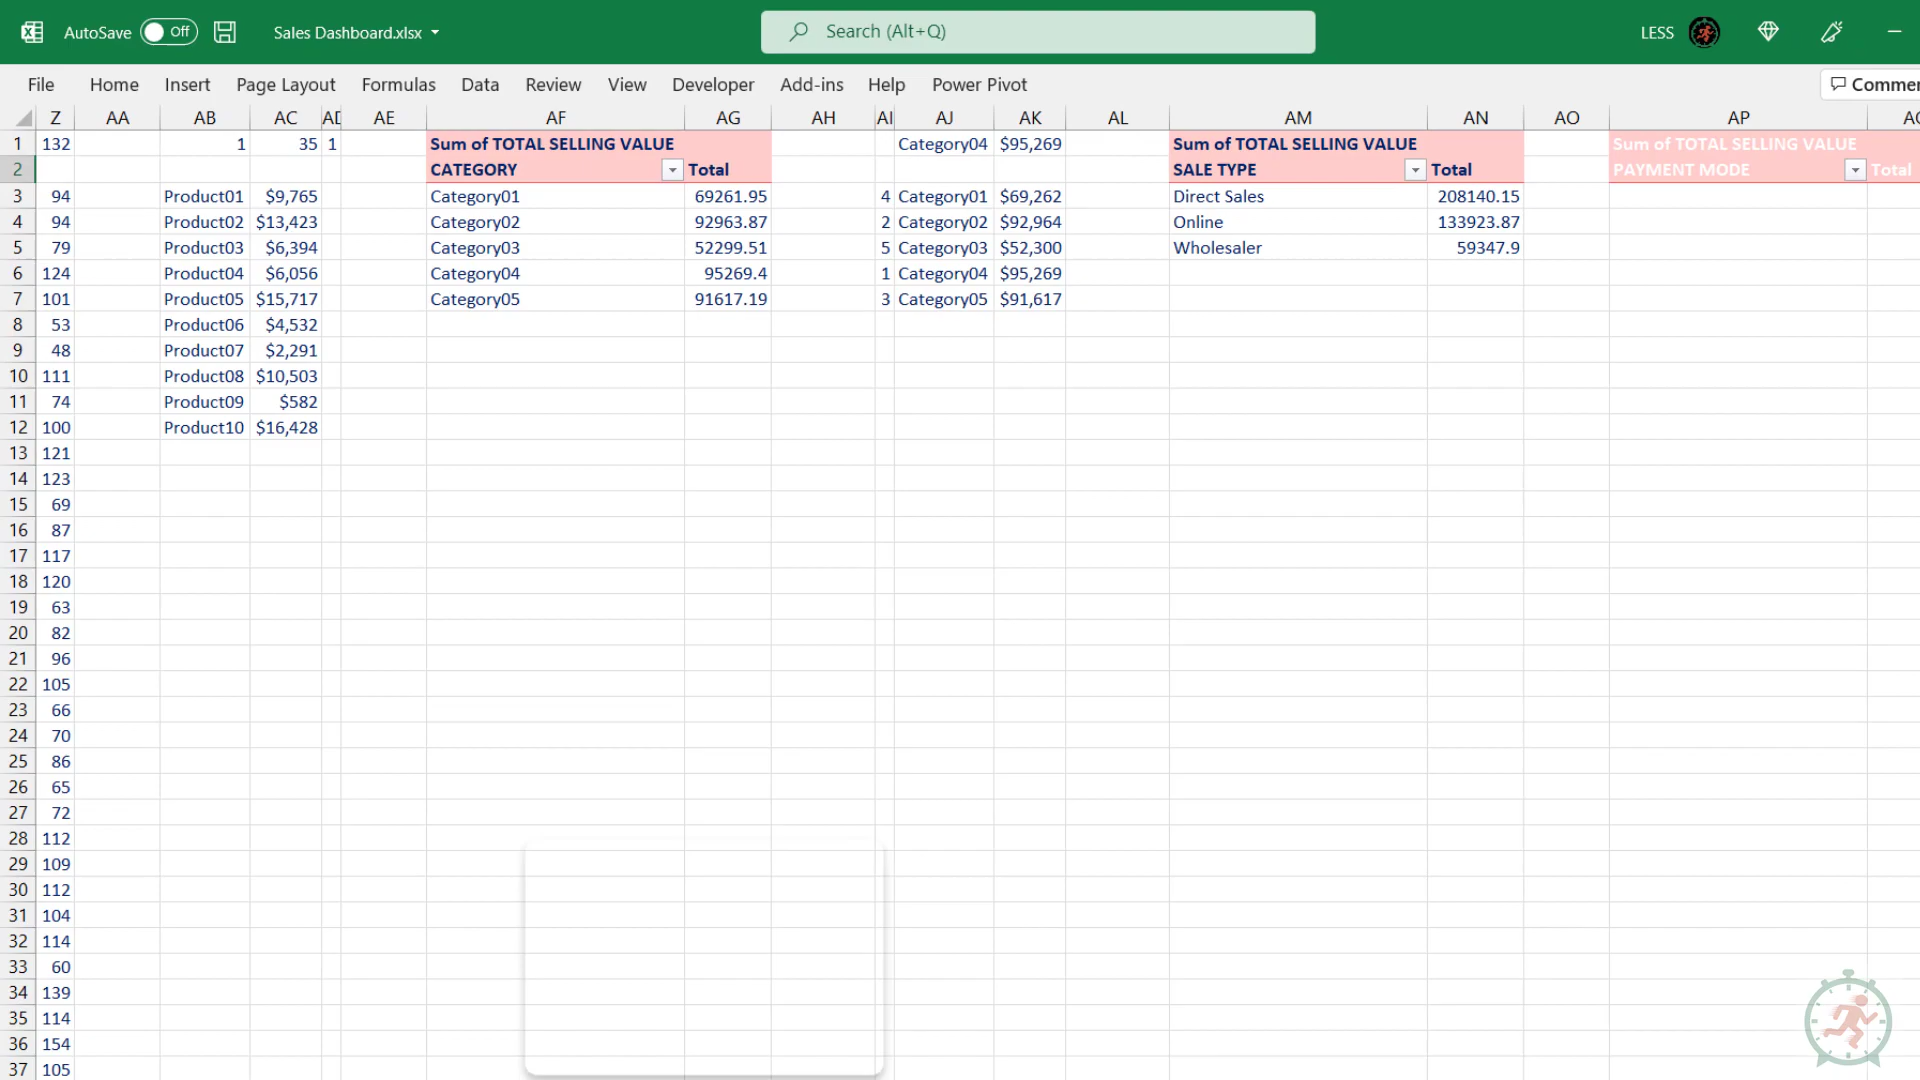 AutoSave Off Sales Dashboard.xlsx Search (Alt+Q) LESS
File Home Insert Page Layout Formulas Data Review View Developer Add-ins Help Power Pivot
Z AA AB AC AD AE AF AG AH AI AJ AK AL AM AN AO AP
1 132 1 35 1 Sum of TOTAL SELLING VALUE Category04 $95,269 Sum of TOTAL SELLING VALUE Sum of TOTAL SELLING VALUE
2 CATEGORY Total SALE TYPE Total PAYMENT MODE Total
3 94 Product01 $9,765 Category01 69261.95 4 Category01 $69,262 Direct Sales 208140.15
4 94 Product02 $13,423 Category02 92963.87 2 Category02 $92,964 Online 133923.87
5 79 Product03 $6,394 Category03 52299.51 5 Category03 $52,300 Wholesaler 59347.9
6 124 Product04 $6,056 Category04 95269.4 1 Category04 $95,269
7 101 Product05 $15,717 Category05 91617.19 3 Category05 $91,617
8 53 Product06 $4,532
9 48 Product07 $2,291
10 111 Product08 $10,503
11 74 Product09 $582
12 100 Product10 $16,428
13 121
14 123
15 69
16 87
17 117
18 120
19 63
20 82
21 96
22 105
23 66
24 70
25 86
26 65
27 72
28 112
29 109
30 112
31 104
32 114
33 60
34 139
35 114
36 154
37 105